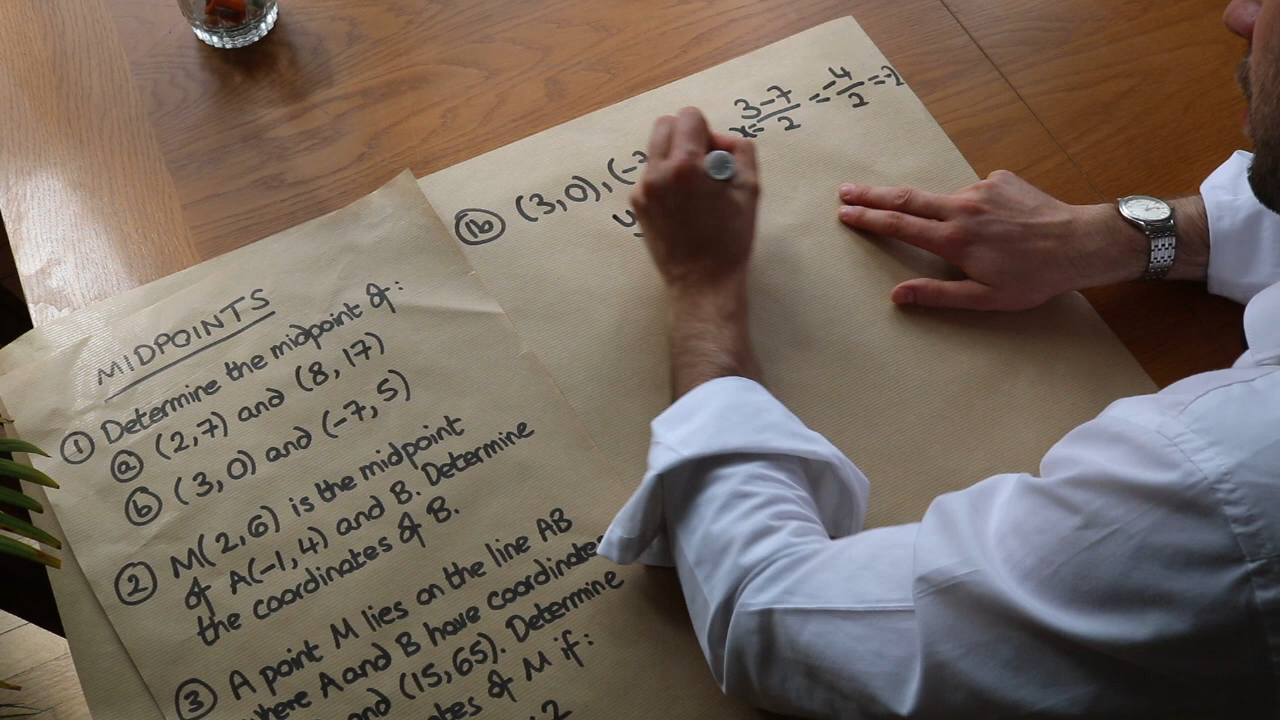 MIDPOINTS
① Determine the midpoint of:
ⓐ (2,7) and (8,17)
ⓑ (3,0) and (-7,5)
② M(2,6) is the midpoint
of A(-1,4) and B. Determine
the coordinates of B.
③ A point M lies on the line AB
where A and B have coordinates
and (15,65). Determine
of M if:
1b (3,0), (-
x= 3-7/2 = -4/2 = -2
y